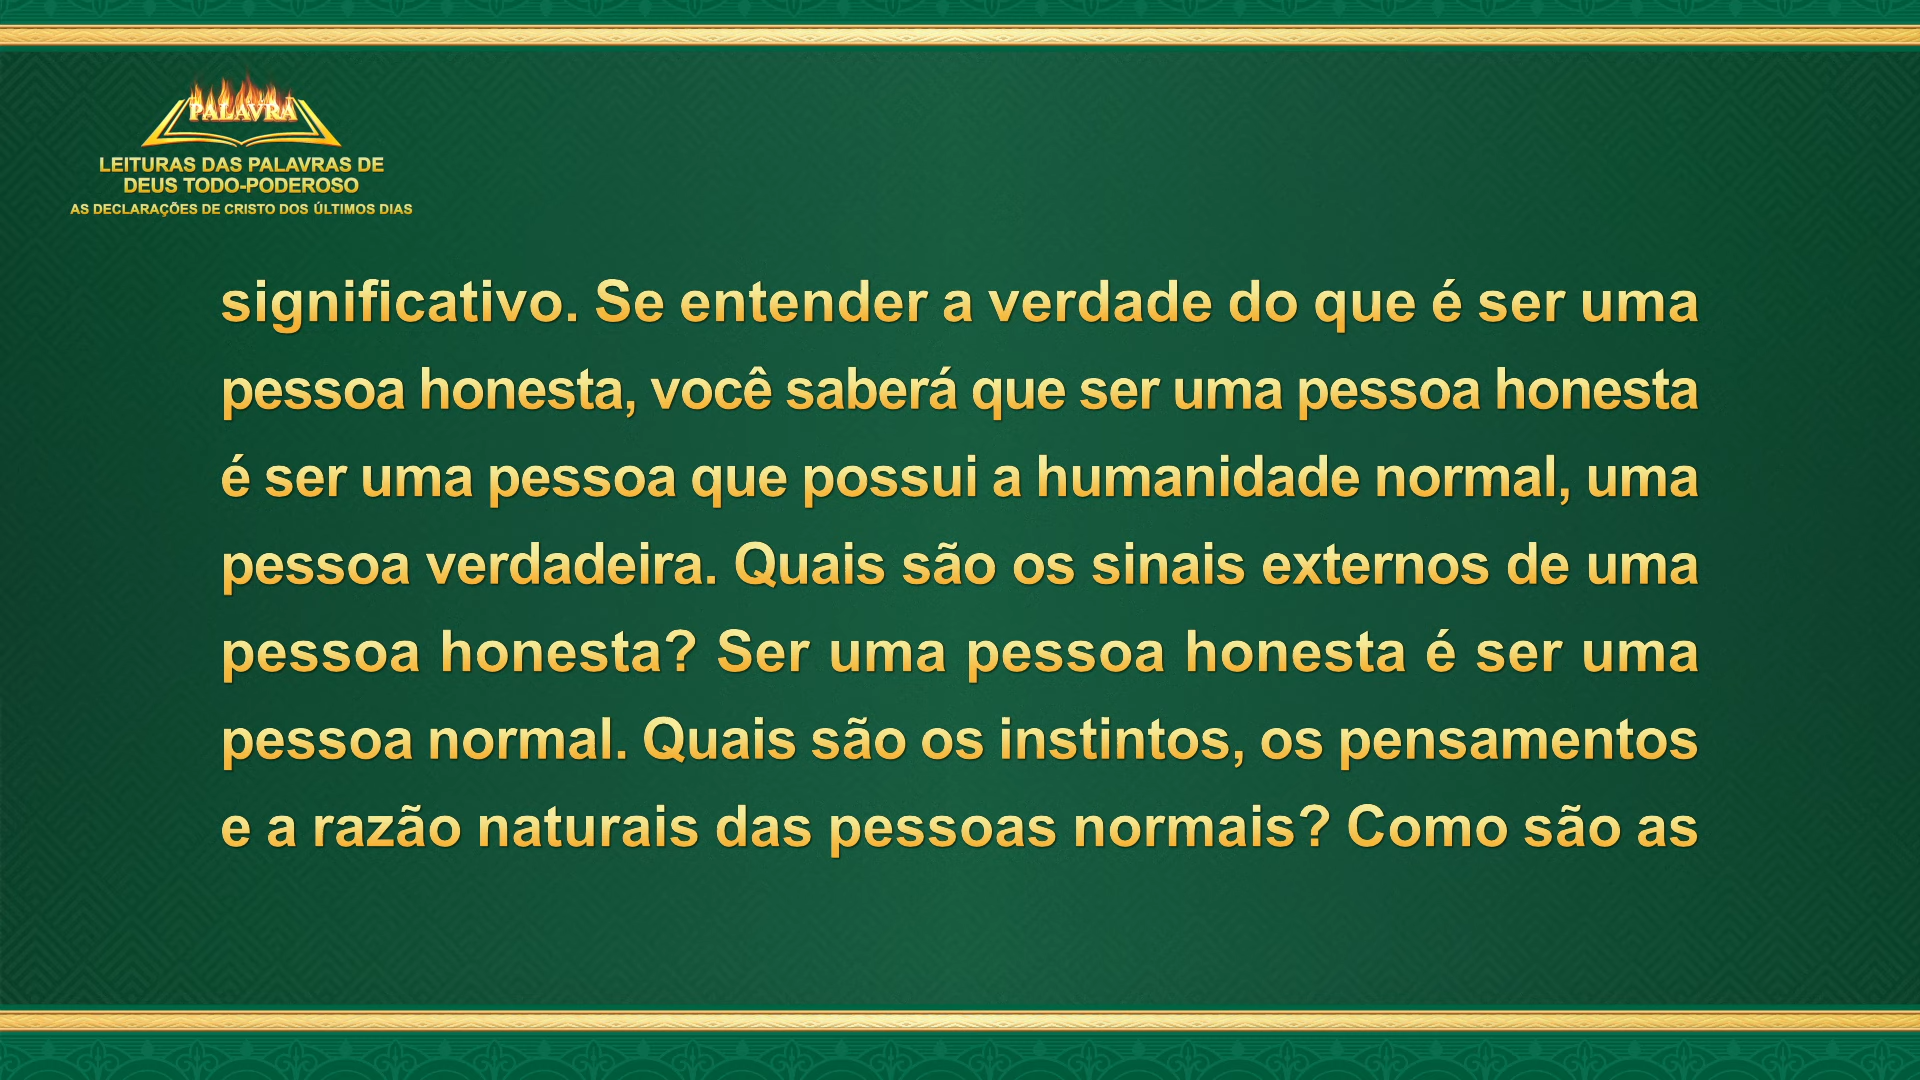 PALAVRA
LEITURAS DAS PALAVRAS DE
DEUS TODO-PODEROSO
AS DECLARAÇÕES DE CRISTO DOS ÚLTIMOS DIAS
significativo. Se entender a verdade do que é ser uma
pessoa honesta, você saberá que ser uma pessoa honesta
é ser uma pessoa que possui a humanidade normal, uma
pessoa verdadeira. Quais são os sinais externos de uma
pessoa honesta? Ser uma pessoa honesta é ser uma
pessoa normal. Quais são os instintos, os pensamentos
e a razão naturais das pessoas normais? Como são as